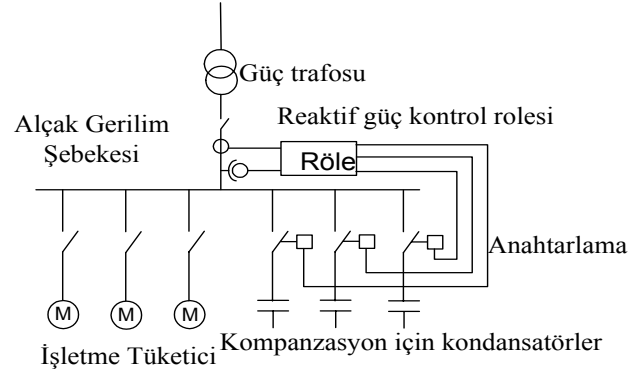 Güç trafosu
Reaktif güç kontrol rolesi
Alçak Gerilim
Şebekesi
Röle
Anahtarlama
M M M
İşletme Tüketici
Kompanzasyon için kondansatörler